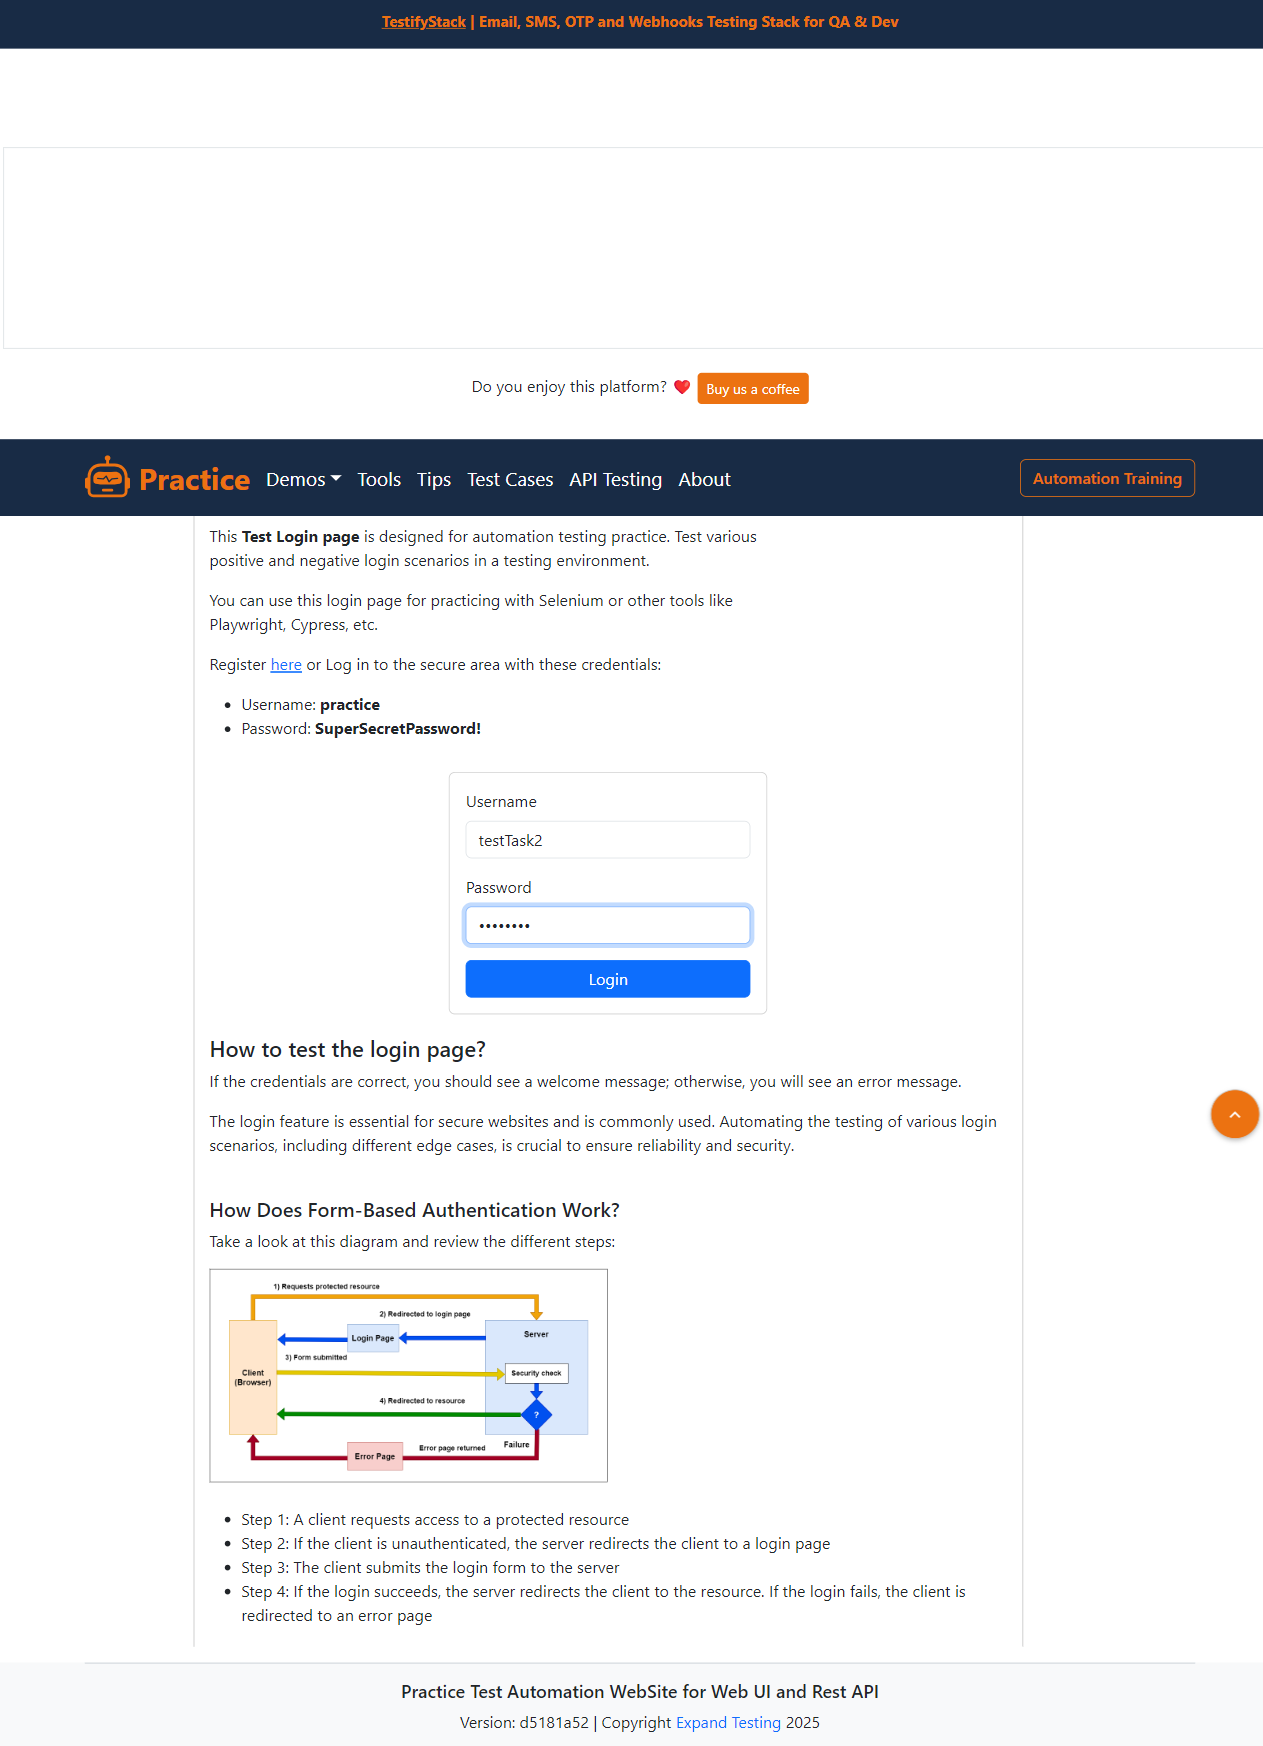 TestifyStack | Email, SMS, OTP and Webhooks Testing Stack for QA & Dev
Do you enjoy this platform? ❤️ Buy us a coffee
Practice Demos Tools Tips Test Cases API Testing About Automation Training
This Test Login page is designed for automation testing practice. Test various
positive and negative login scenarios in a testing environment.
You can use this login page for practicing with Selenium or other tools like
Playwright, Cypress, etc.
Register here or Log in to the secure area with these credentials:
• Username: practice
• Password: SuperSecretPassword!
Username
testTask2
Password
••••••••
Login
How to test the login page?
If the credentials are correct, you should see a welcome message; otherwise, you will see an error message.
The login feature is essential for secure websites and is commonly used. Automating the testing of various login
scenarios, including different edge cases, is crucial to ensure reliability and security.
How Does Form-Based Authentication Work?
Take a look at this diagram and review the different steps:
1) Requests protected resource
2) Redirected to login page
Server
Login Page
3) Form submitted
Client
(Browser)
Security check
4) Redirected to resource
?
Failure
Error page returned
Error Page
• Step 1: A client requests access to a protected resource
• Step 2: If the client is unauthenticated, the server redirects the client to a login page
• Step 3: The client submits the login form to the server
• Step 4: If the login succeeds, the server redirects the client to the resource. If the login fails, the client is
redirected to an error page
Practice Test Automation WebSite for Web UI and Rest API
Version: d5181a52 | Copyright Expand Testing 2025